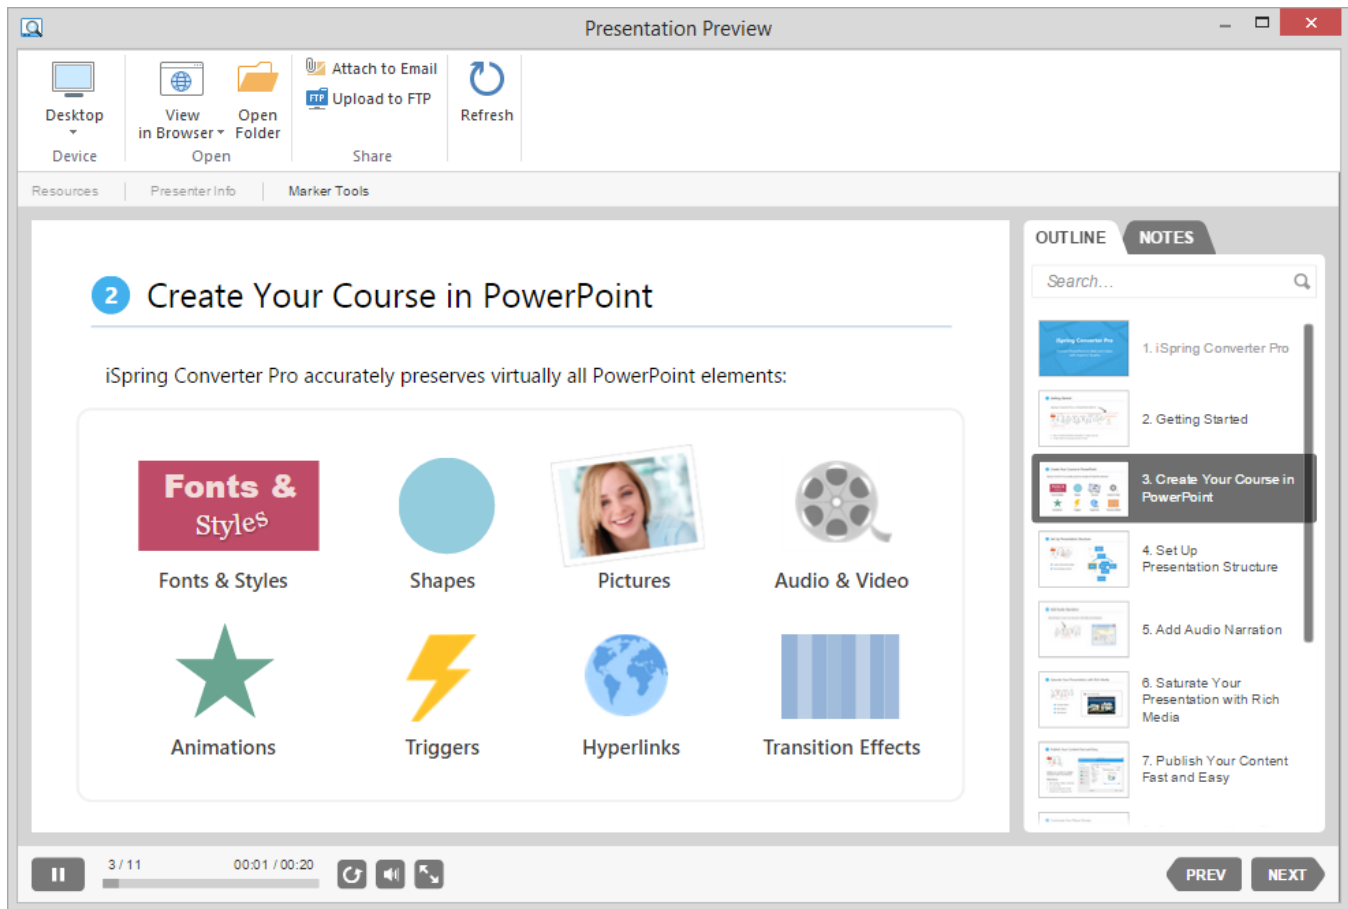 Presentation Preview
Desktop
View
in Browser
Open
Folder
Attach to Email
FTP Upload to FTP
Refresh
Device
Open
Share
Resources
Presenter Info
Marker Tools
2 Create Your Course in PowerPoint
iSpring Converter Pro accurately preserves virtually all PowerPoint elements:
Fonts &
Styles
Fonts & Styles
Shapes
Pictures
Audio & Video
Animations
Triggers
Hyperlinks
Transition Effects
OUTLINE
NOTES
Search...
iSpring Converter Pro
1. iSpring Converter Pro
2. Getting Started
3. Create Your Course in
PowerPoint
4. Set Up
Presentation Structure
5. Add Audio Narration
6. Saturate Your
Presentation with Rich
Media
7. Publish Your Content
Fast and Easy
3 / 11
00:01 / 00:20
PREV
NEXT